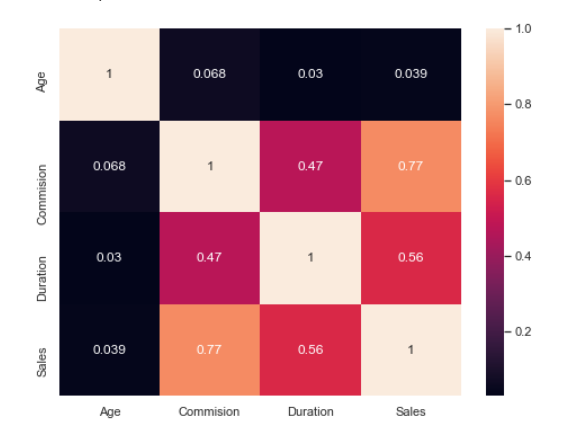 1.0
Age 1 0.068 0.03 0.039
0.8
Commision 0.068 1 0.47 0.77
0.6
Duration 0.03 0.47 1 0.56
0.4
Sales 0.039 0.77 0.56 1
0.2
Age Commision Duration Sales